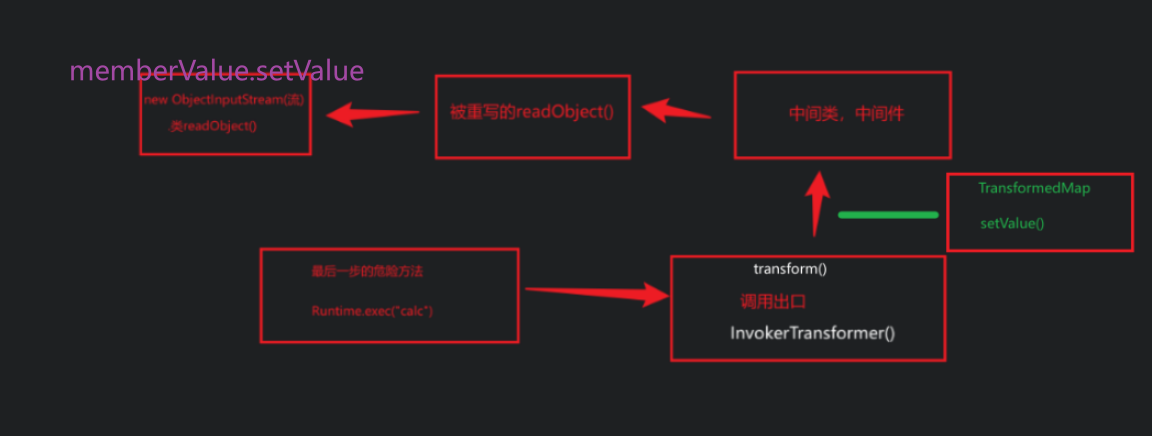 memberValue.setValue
new ObjectInputStream(流)
.类readObject()
被重写的readObject()
中间类，中间件
TransformedMap
setValue()
最后一步的危险方法
Runtime.exec("calc")
transform()
调用出口
InvokerTransformer()